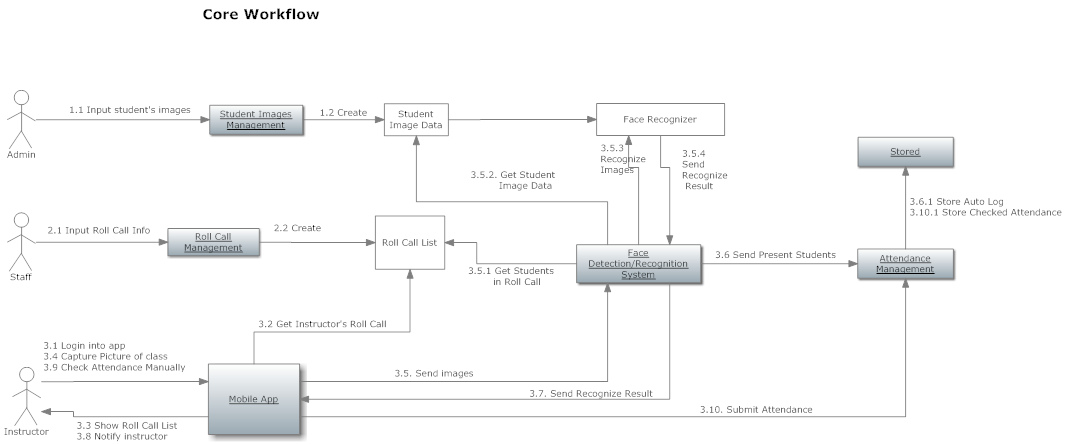 Core Workflow
1.1 Input student's images
Student Images
Management
1.2 Create
Student
Image Data
Face Recognizer
Admin
3.5.3
Recognize
Images
3.5.4
Send
Recognize
Result
Stored
3.5.2. Get Student
Image Data
3.6.1 Store Auto Log
3.10.1 Store Checked Attendance
2.1 Input Roll Call Info
Roll Call
Management
2.2 Create
Roll Call List
Staff
3.5.1 Get Students
in Roll Call
Face
Detection/Recognition
System
3.6 Send Present Students
Attendance
Management
3.2 Get Instructor's Roll Call
3.1 Login into app
3.4 Capture Picture of class
3.9 Check Attendance Manually
Mobile App
3.5. Send images
3.7. Send Recognize Result
3.10. Submit Attendance
Instructor
3.3 Show Roll Call List
3.8 Notify instructor